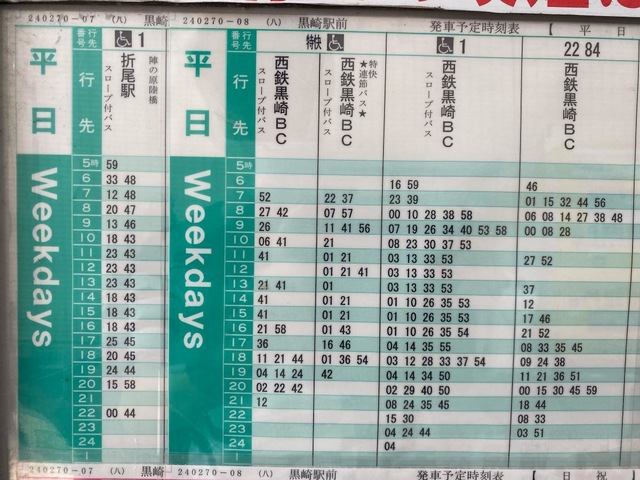 240270-07 (八) 黒崎
番号 行先
1
平日
行先
折尾駅
スロープ付バス
陣の原陸橋
Weekdays
5時 59
6 33 48
7 12 48
8 20 47
9 13 46
10 18 43
11 23 43
12 23 43
13 23 43
14 18 43
15 18 43
16 18 43
17 25 45
18 20 45
19 24 44
20 15 58
21
22 00 44
23
24
1
240270-07 (八) 黒崎
240270-08 (八) 黒崎駅前 発車予定時刻表 【 平 日
番号 行先
特快 1 22 84
平日
行先
西鉄黒崎BC
スロープ付バス
特快
★連節バス★
西鉄黒崎BC
スロープ付バス
西鉄黒崎BC
スロープ付バス
西鉄黒崎BC
Weekdays
5時
6 16 59 46
7 52 22 37 23 39 01 15 32 44 56
8 27 42 07 57 00 10 28 38 58 06 08 14 27 38 48
9 26 11 41 56 07 19 26 34 40 53 58 00 08 28
10 06 41 21 08 23 30 37 53
11 41 01 21 03 13 33 53 27 52
12 01 21 41 03 13 33 53
13 21 41 01 03 13 33 53 37
14 41 01 21 01 10 26 35 53 12
15 41 01 21 01 10 26 35 53 17 46
16 21 58 01 43 01 10 26 35 54 21 52
17 36 16 46 04 14 35 55 08 33 35 45
18 11 21 44 01 36 54 03 12 28 33 37 54 09 24 38
19 04 14 24 42 04 14 34 50 11 21 36 51
20 02 22 42 02 29 40 50 00 15 30 45 59
21 12 08 24 35 45 18 44
22 15 30 08 33
23 04 24 44 03 51
24 04
1
240270-08 (八) 黒崎駅前 発車予定時刻表 【 日 祝